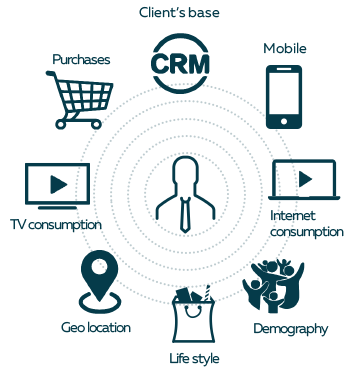 Client's base
CRM
Purchases
Mobile
TV consumption
Internet
consumption
Geo location
Life style
Demography